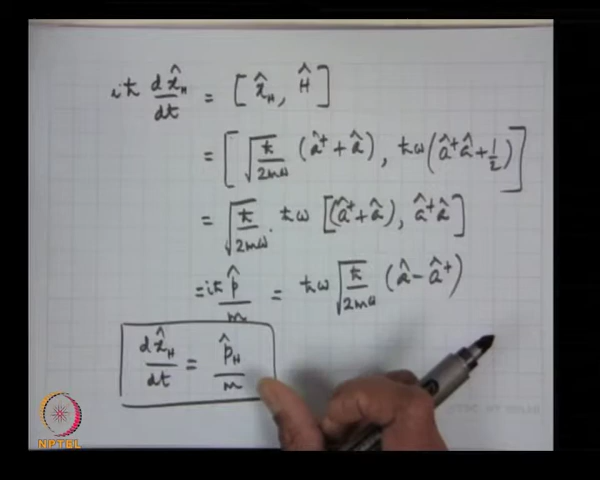 iħ dx̂_H/dt = [x̂_H, Ĥ]
= [√(ħ/2mω) (â† + â), ħω(â†â + 1/2)]
= √(ħ/2mω) · ħω [(â† + â), â†â]
= iħ p̂/m = ħω √(ħ/2mω) (â − â†)
dx̂_H/dt = p̂_H/m
NPTEL